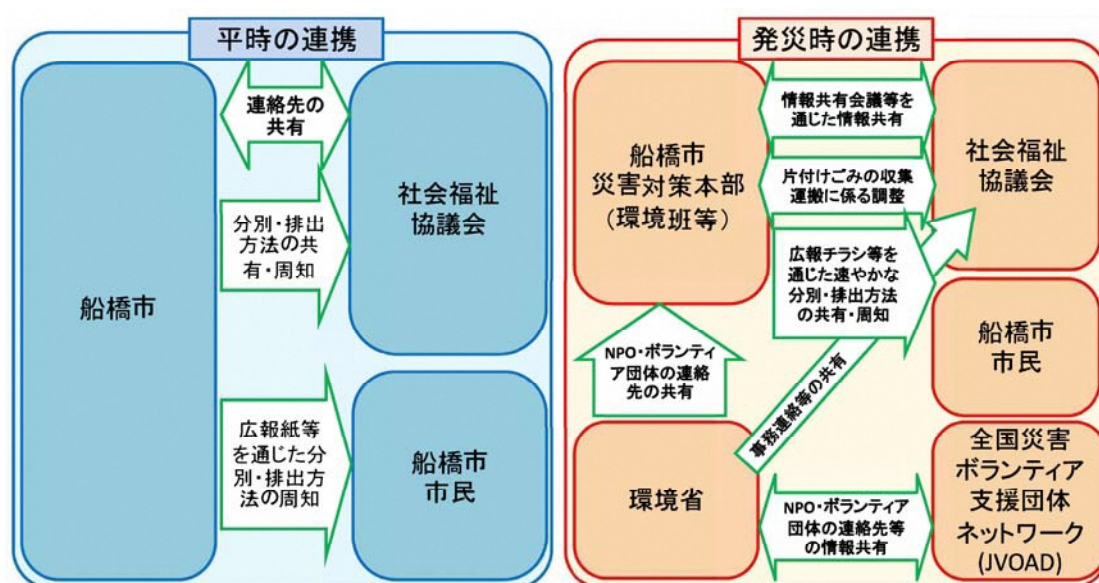 平時の連携
船橋市
連絡先の
共有
分別・排出
方法の共
有・周知
社会福祉
協議会
広報紙等
を通じた分
別・排出方
法の周知
船橋市
市民
発災時の連携
船橋市
災害対策本部
（環境班等）
情報共有会議等を
通じた情報共有
片付けごみの収集
運搬に係る調整
広報チラシ等を
通じた速やかな
分別・排出方法
の共有・周知
社会福祉
協議会
船橋市
市民
NPO・ボランティ
ア団体の連絡
先の共有
事務連絡等の共有
環境省
NPO・ボランティア
団体の連絡先等
の情報共有
全国災害
ボランティア
支援団体
ネットワーク
(JVOAD)